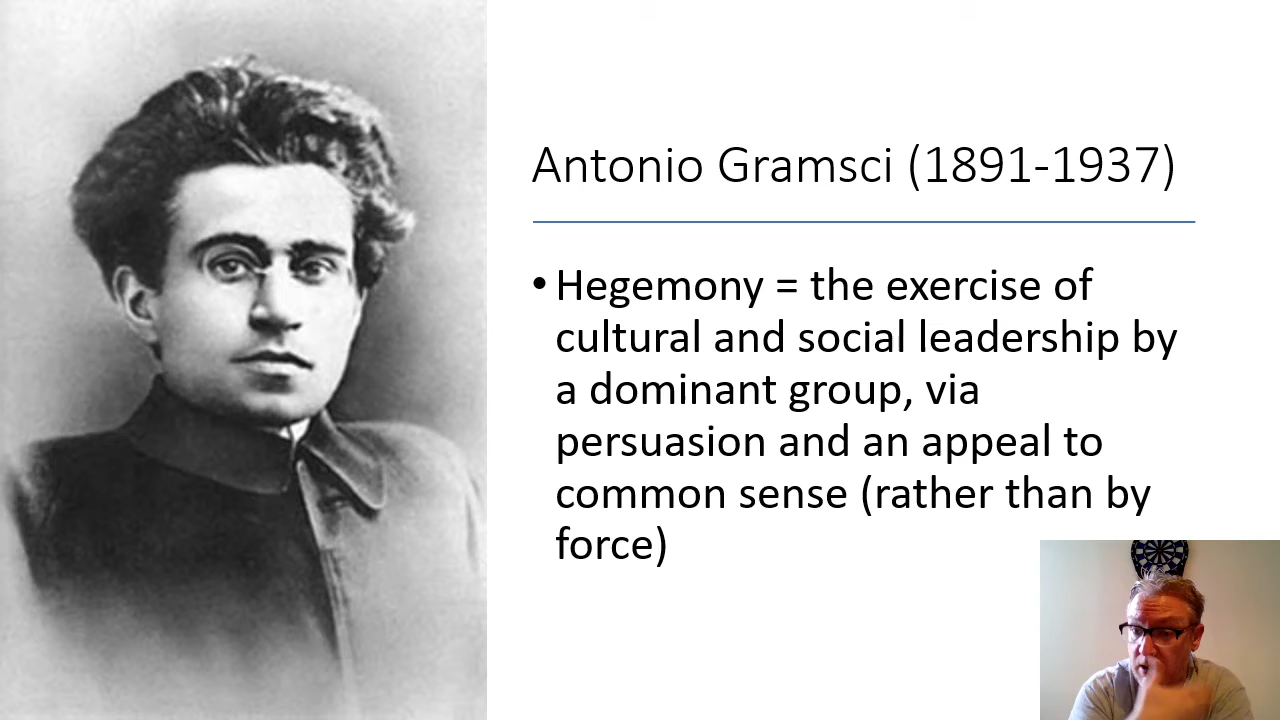 Antonio Gramsci (1891-1937)
• Hegemony = the exercise of
cultural and social leadership by
a dominant group, via
persuasion and an appeal to
common sense (rather than by
force)